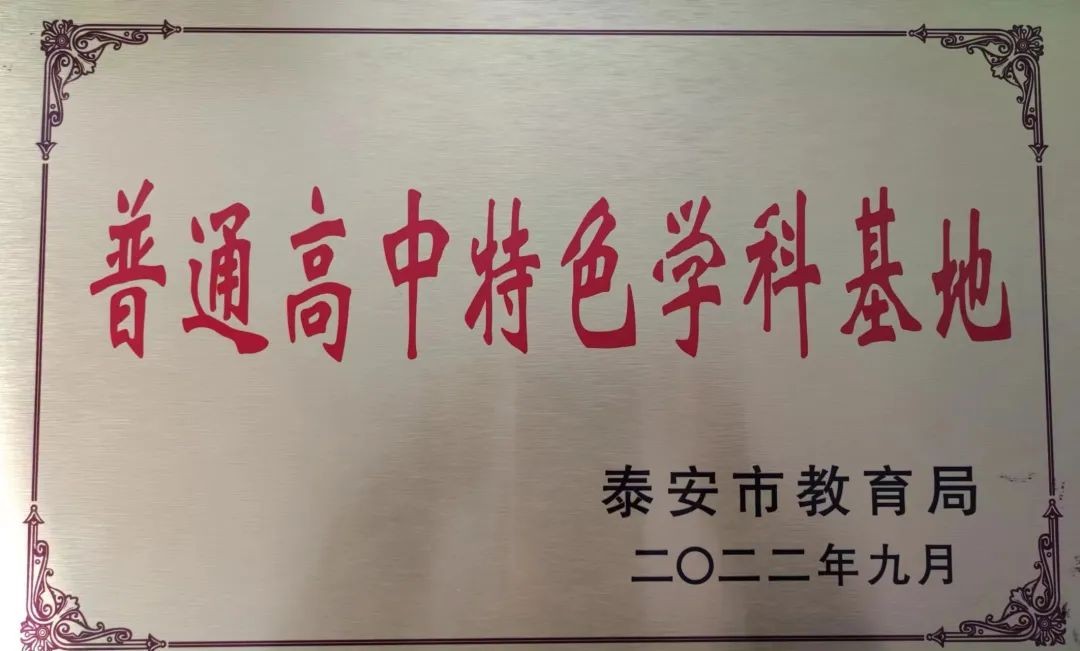 普通高中特色学科基地
泰安市教育局
二〇二二年九月